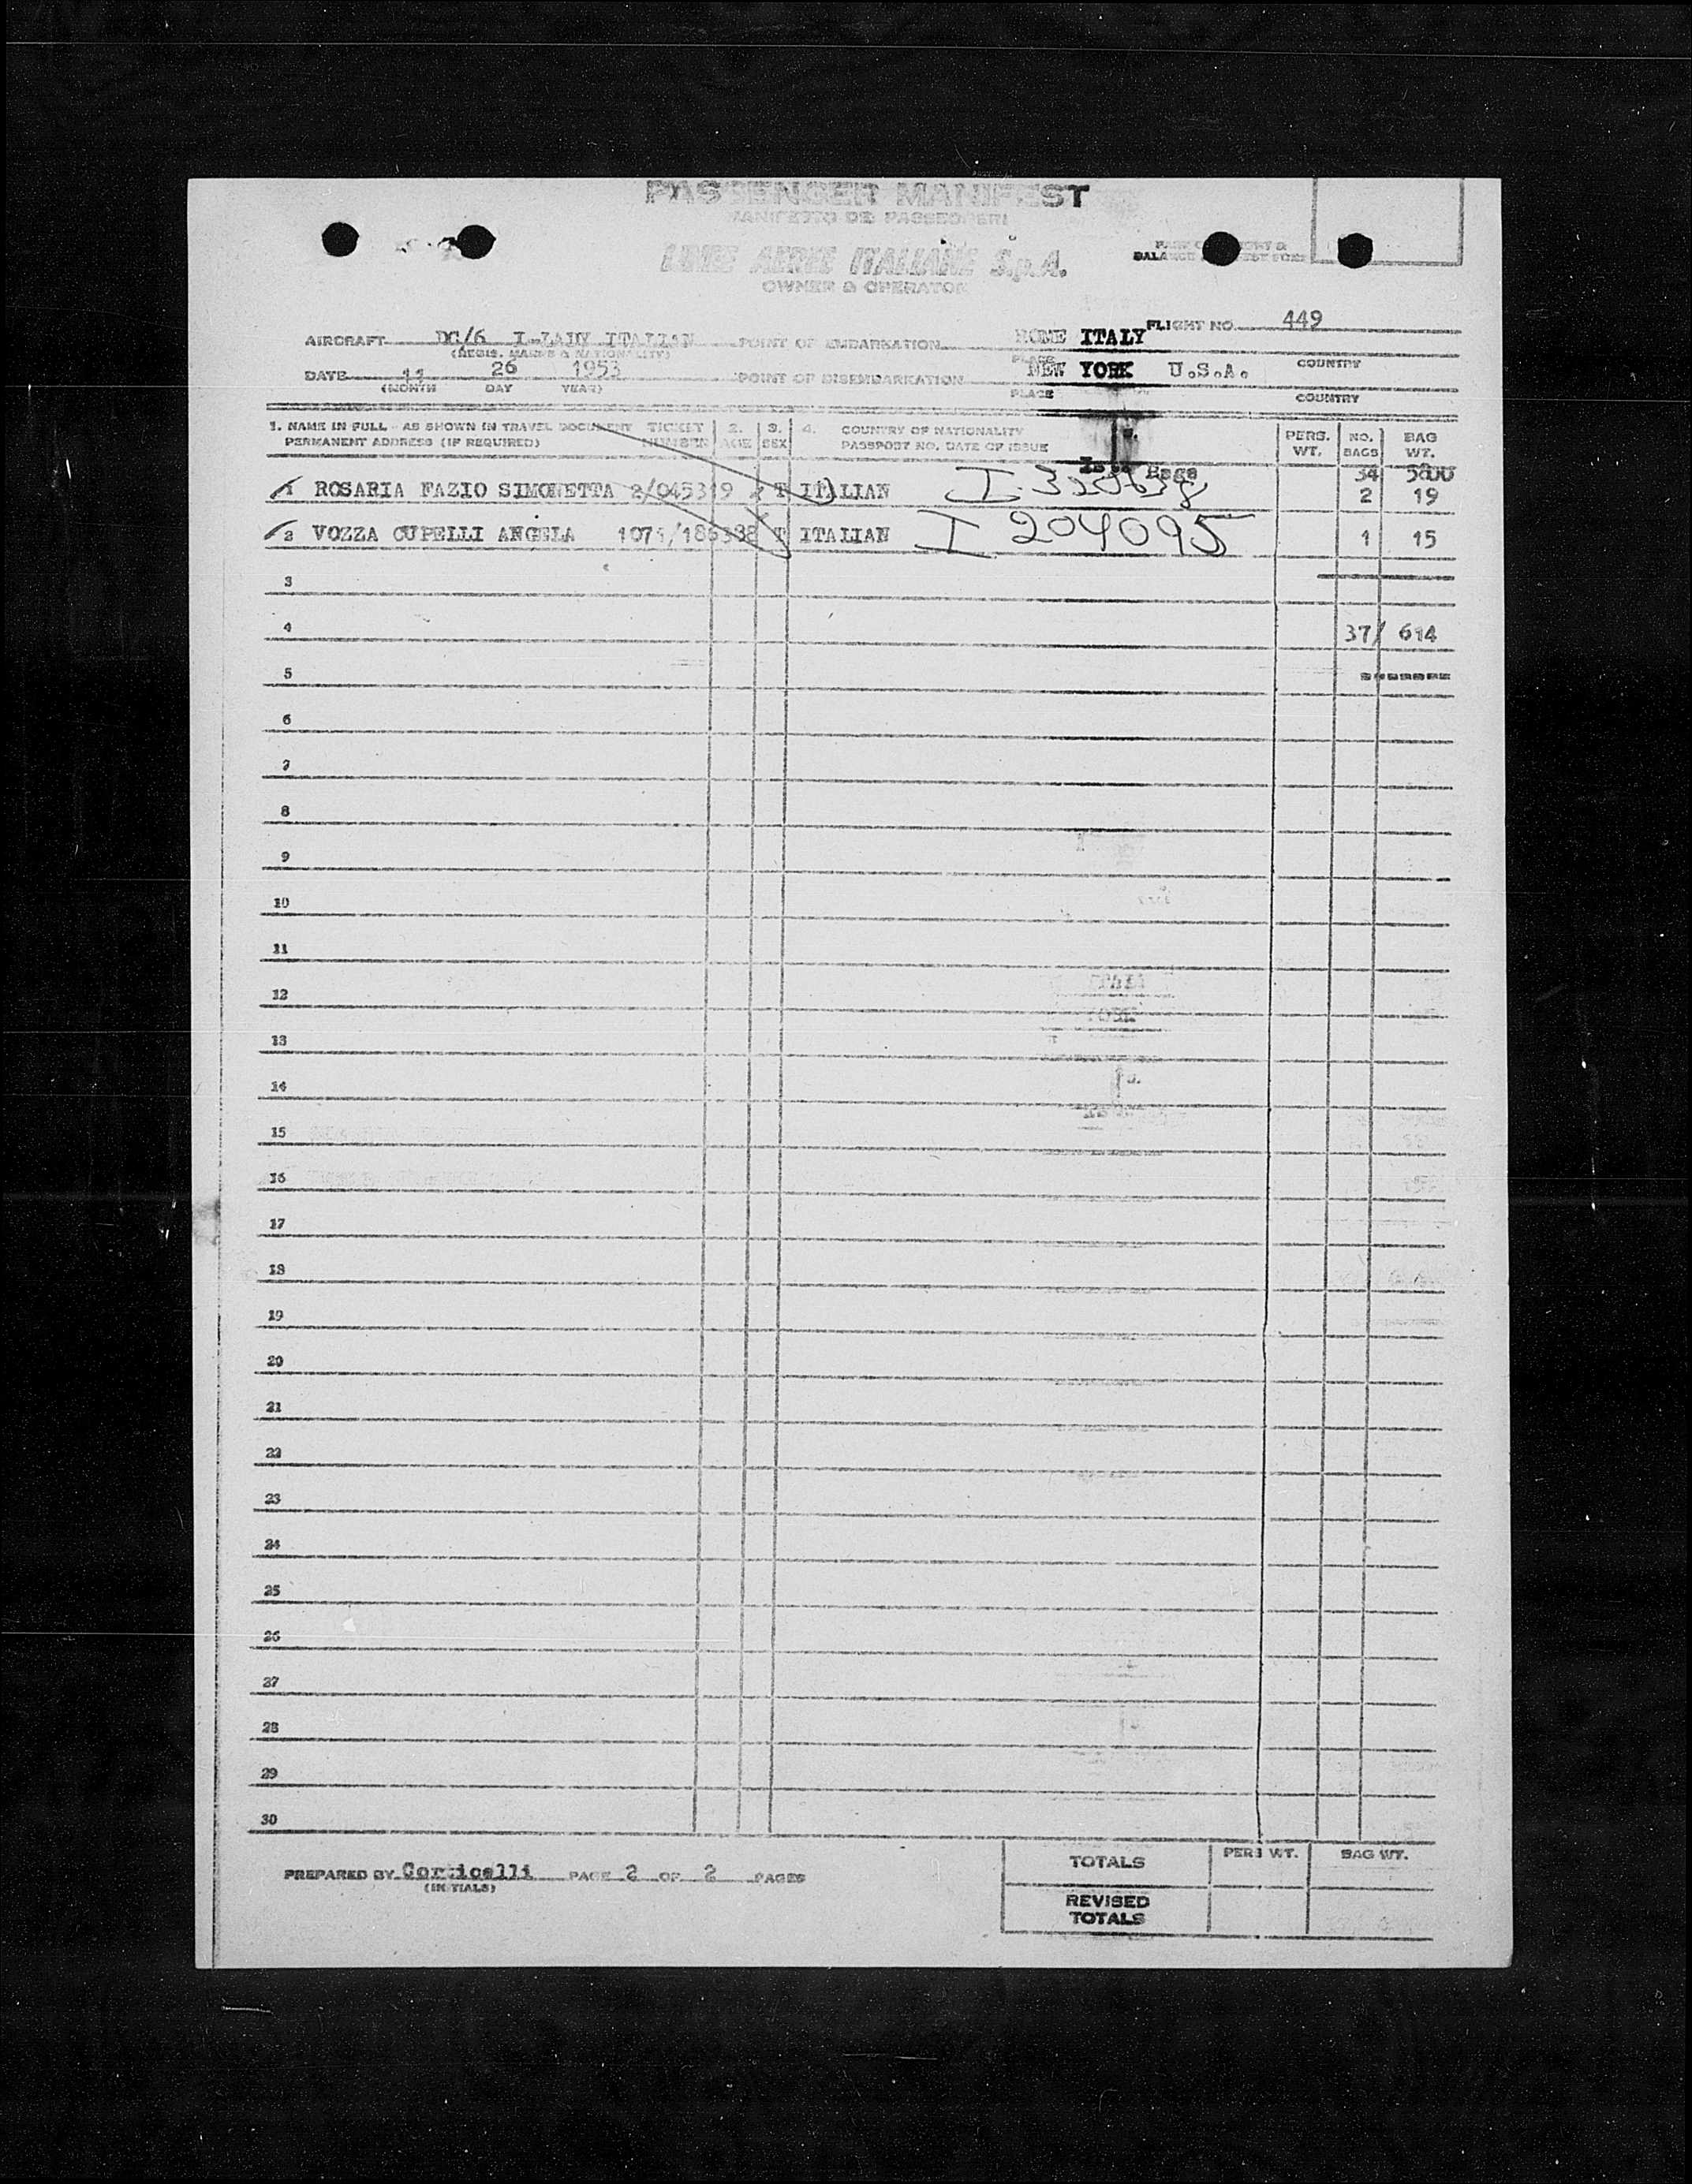 PASSENGER MANIFEST
MANIFESTO DEI PASSEGGERI
LINEE AEREE ITALIANE S.p.A.
OWNER & OPERATOR
BALANCE
FLIGHT NO. 449
AIRCRAFT DC/6 ITALIAN POINT OF EMBARKATION ROME ITALY
(REGIS. MARKS & NATIONALITY) PLACE COUNTRY
DATE 11 26 1953 POINT OF DISEMBARKATION NEW YORK U.S.A.
(MONTH DAY YEAR) PLACE COUNTRY
1. NAME IN FULL - AS SHOWN IN TRAVEL DOCUMENT TICKET 2. 3. 4. COUNTRY OF NATIONALITY PERS. NO. BAG
PERMANENT ADDRESS (IF REQUIRED) NUMBER AGE SEX PASSPORT NO. DATE OF ISSUE WT. BAGS WT.
Page 34
1 ROSARIA FAZIO SIMONETTA 2/045319 F ITALIAN I 2 19
2 VOZZA CUPELLI ANGELA F ITALIAN I 204095 1 15
3
4 37/ 614
5
6
7
8
9
10
11
12
13
14
15
16
17
18
19
20
21
22
23
24
25
26
27
28
29
30
PREPARED BY Corticelli PAGE 2 OF 2 PAGES
(INITIALS)
TOTALS PERS WT. BAG WT.
REVISED
TOTALS